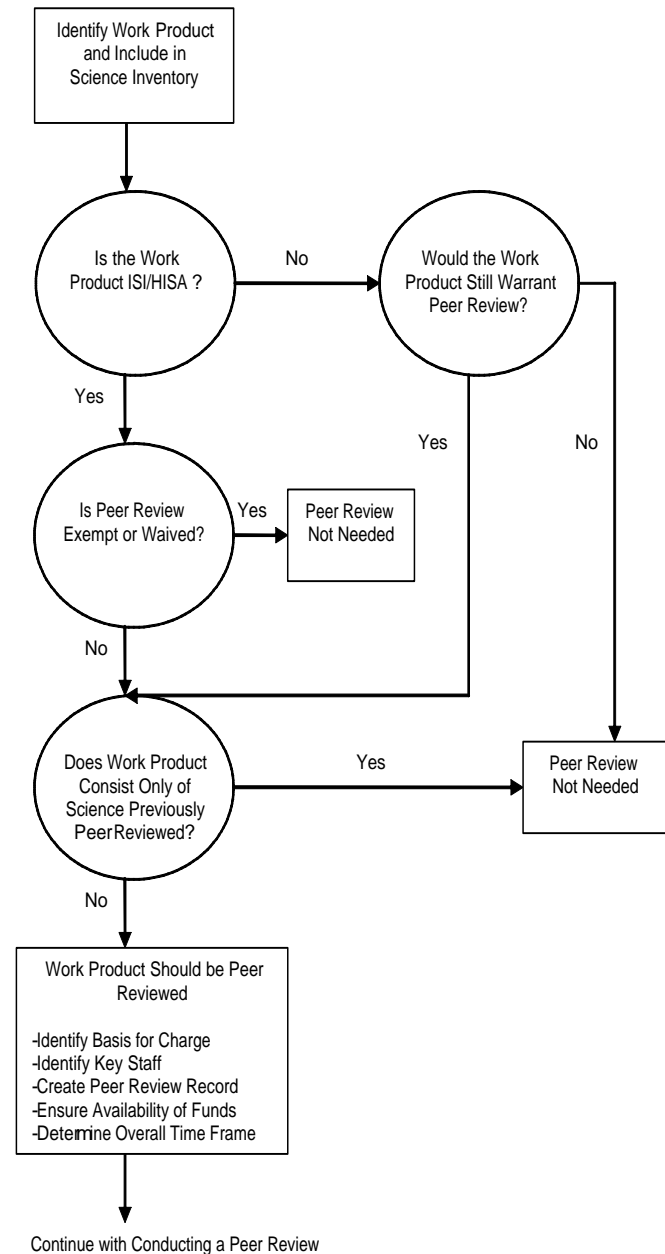 Identify Work Product
and Include in
Science Inventory
Is the Work
Product ISI/HISA ?
No
Would the Work
Product Still Warrant
Peer Review?
Yes
Yes
No
Is Peer Review
Exempt or Waived?
Yes
Peer Review
Not Needed
No
Does Work Product
Consist Only of
Science Previously
Peer Reviewed?
Yes
Peer Review
Not Needed
No
Work Product Should be Peer
Reviewed
-Identify Basis for Charge
-Identify Key Staff
-Create Peer Review Record
-Ensure Availability of Funds
-Determine Overall Time Frame
Continue with Conducting a Peer Review